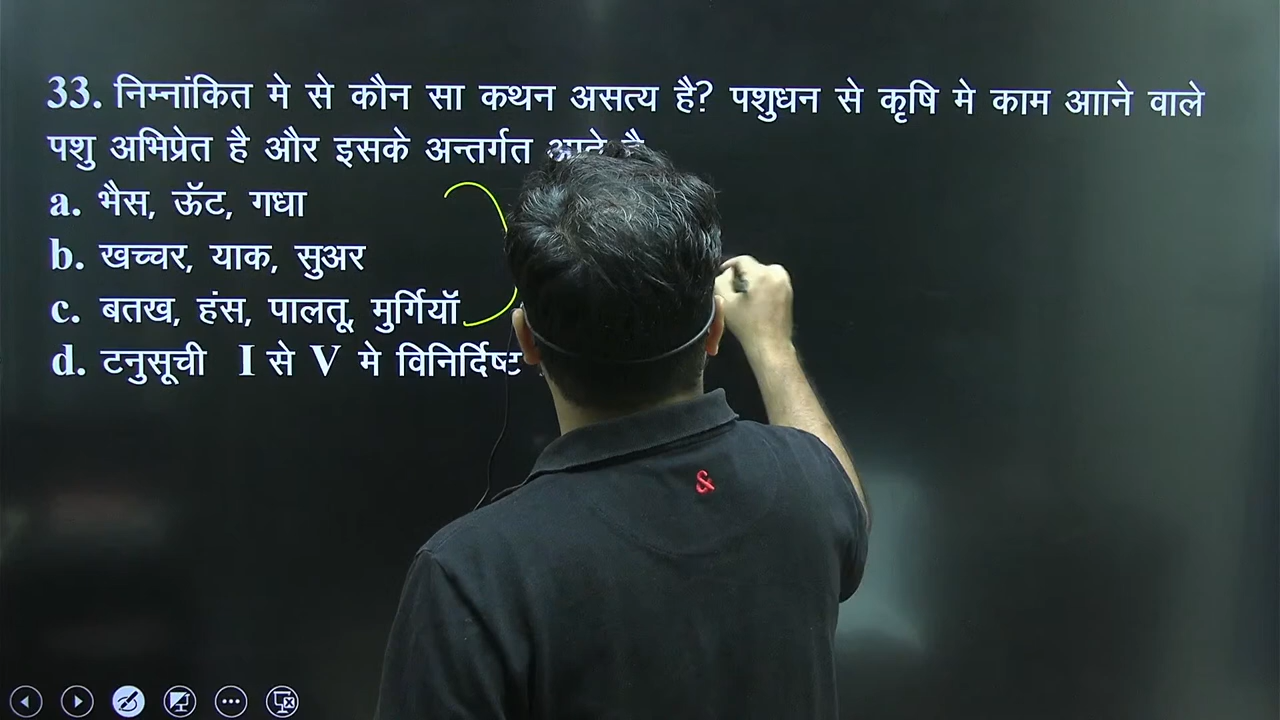 33. निम्नांकित मे से कौन सा कथन असत्य है? पशुधन से कृषि मे काम आाने वाले
पशु अभिप्रेत है और इसके अन्तर्गत
a. भैस, ऊॅट, गधा
b. खच्चर, याक, सुअर
c. बतख, हंस, पालतू, मुर्गियॉ
d. टनुसूची I से V मे विनिर्दिष्ट
&